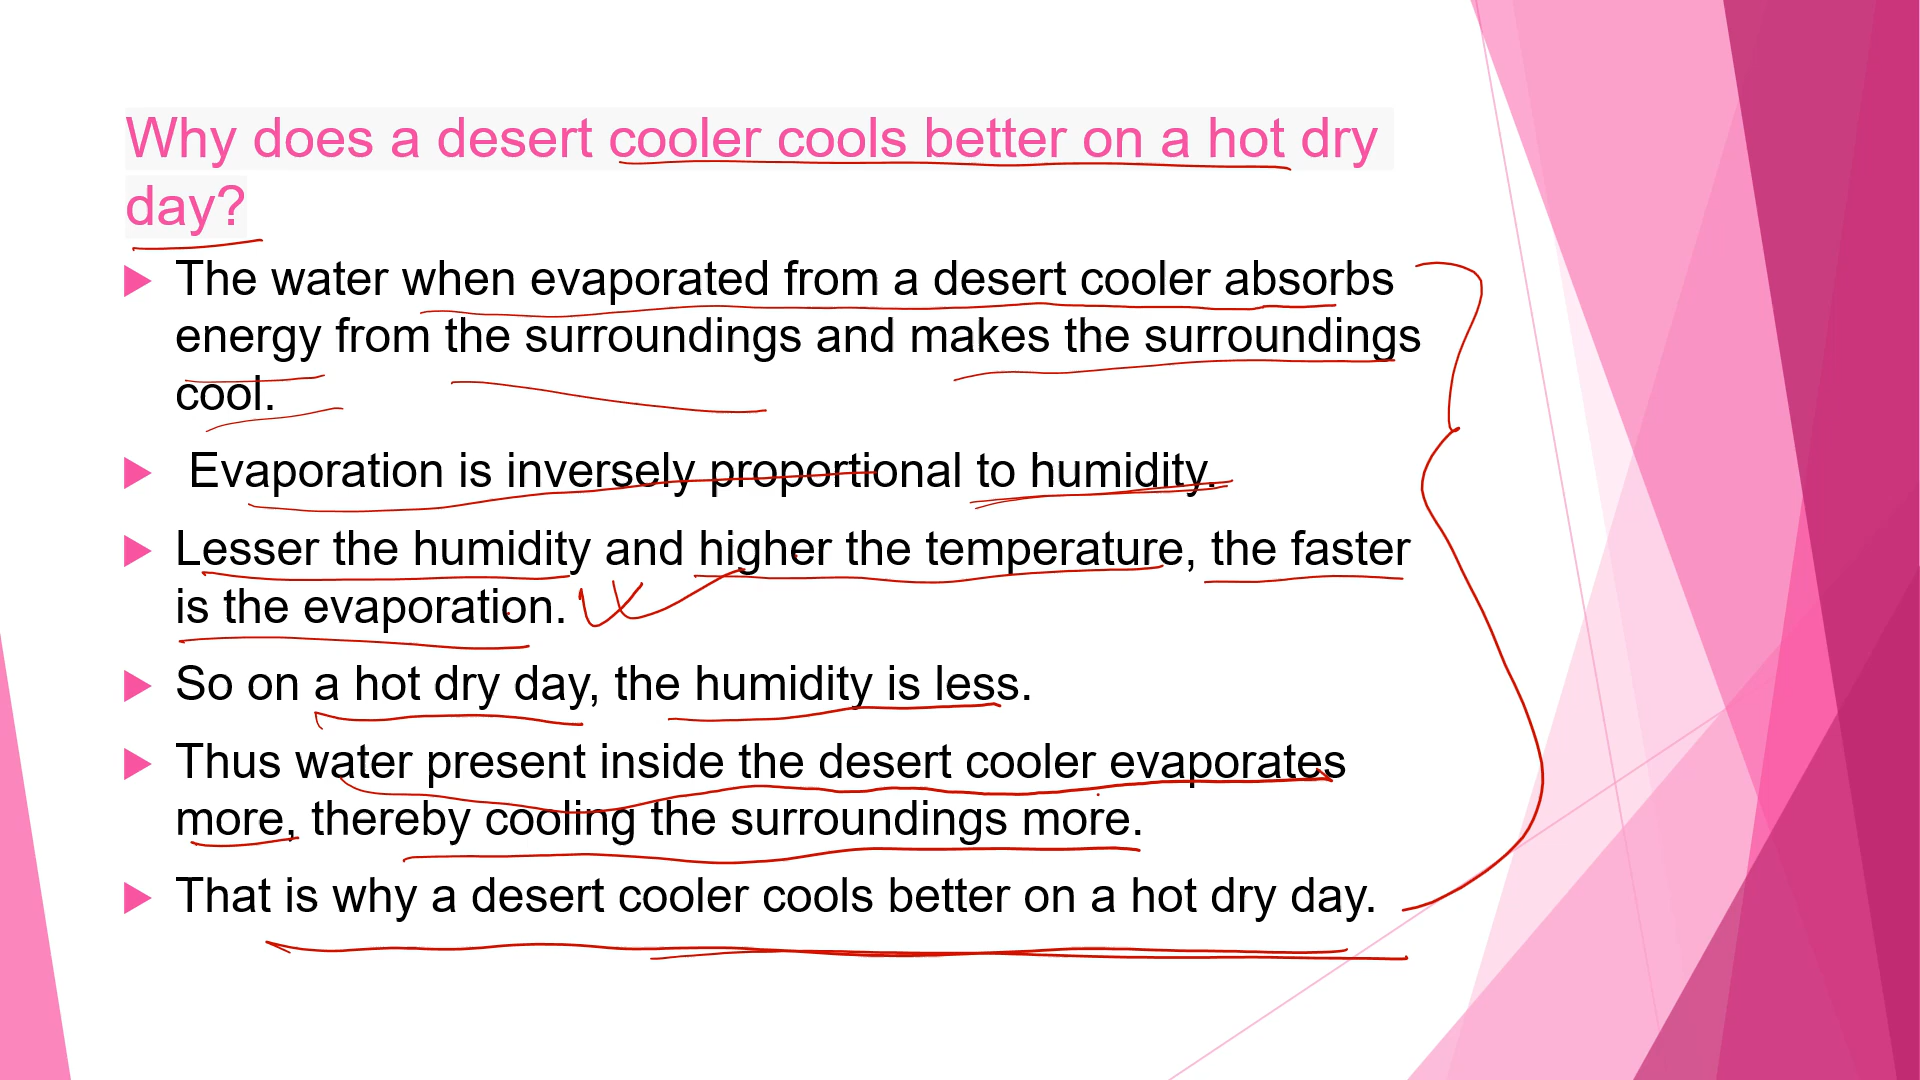 Why does a desert cooler cools better on a hot dry
day?
The water when evaporated from a desert cooler absorbs
energy from the surroundings and makes the surroundings
cool.
Evaporation is inversely proportional to humidity.
Lesser the humidity and higher the temperature, the faster
is the evaporation.
So on a hot dry day, the humidity is less.
Thus water present inside the desert cooler evaporates
more, thereby cooling the surroundings more.
That is why a desert cooler cools better on a hot dry day.